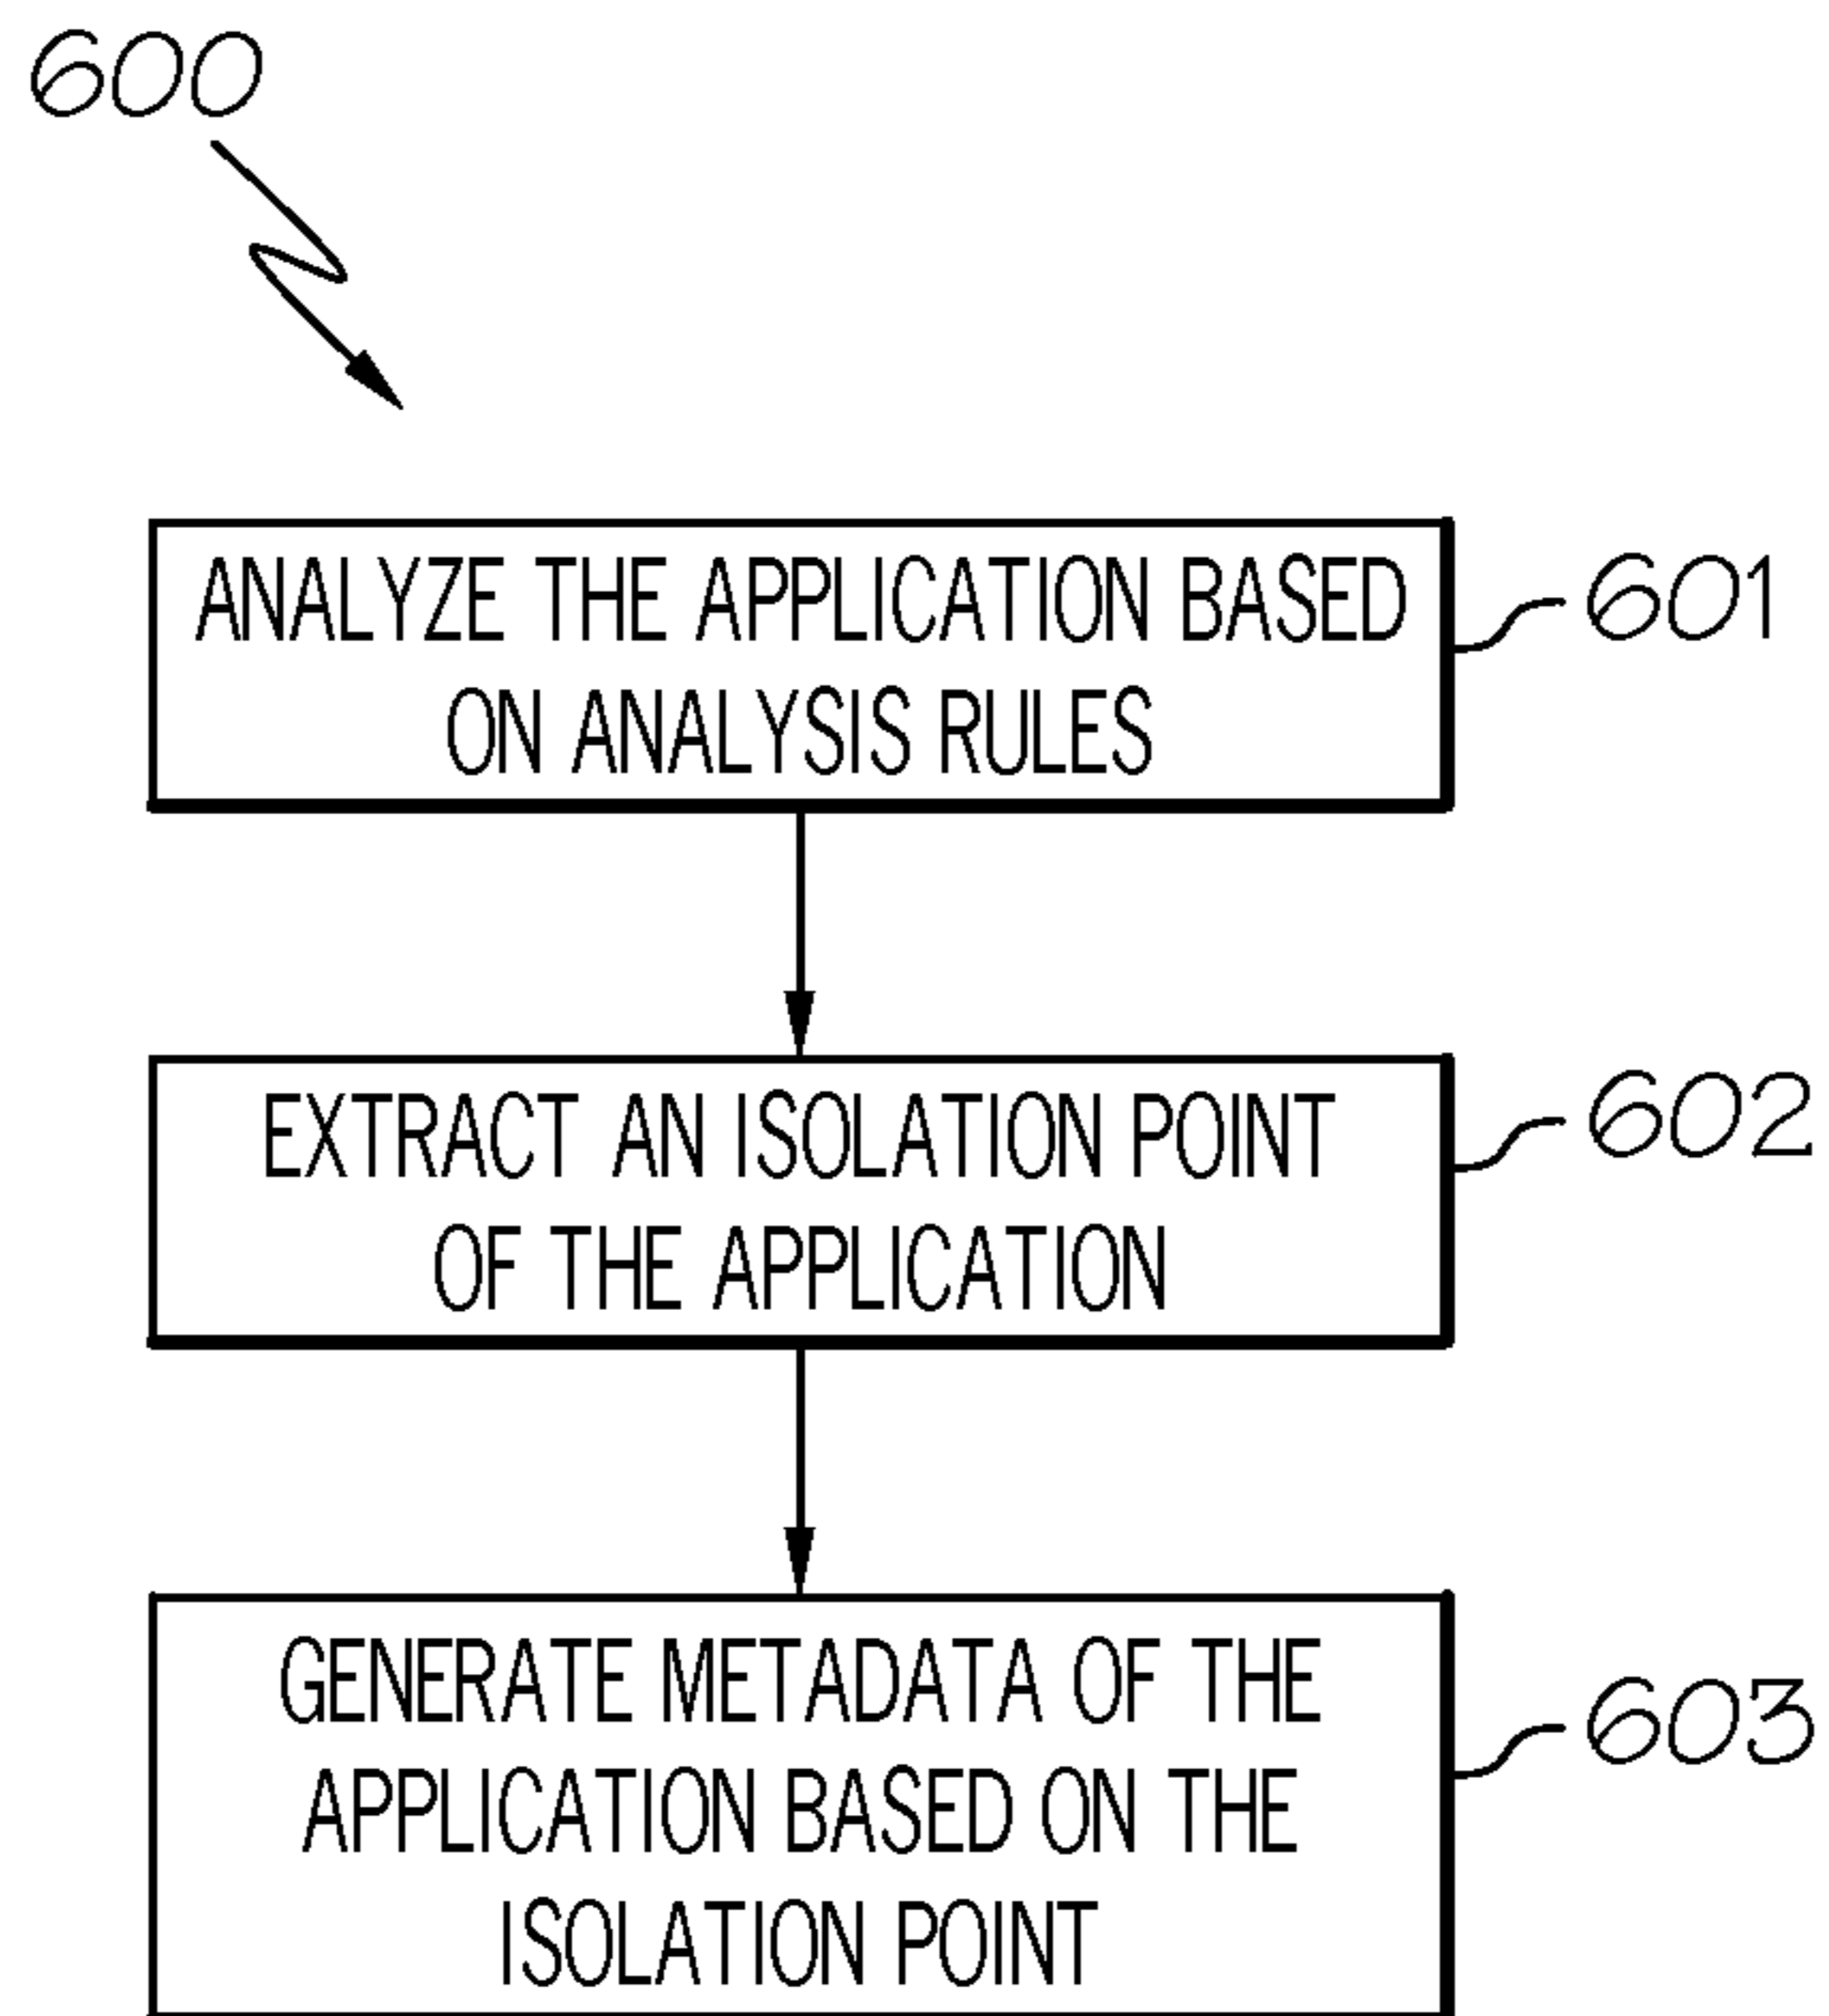 600
ANALYZE THE APPLICATION BASED
ON ANALYSIS RULES
601
EXTRACT AN ISOLATION POINT
OF THE APPLICATION
602
GENERATE METADATA OF THE
APPLICATION BASED ON THE
ISOLATION POINT
603